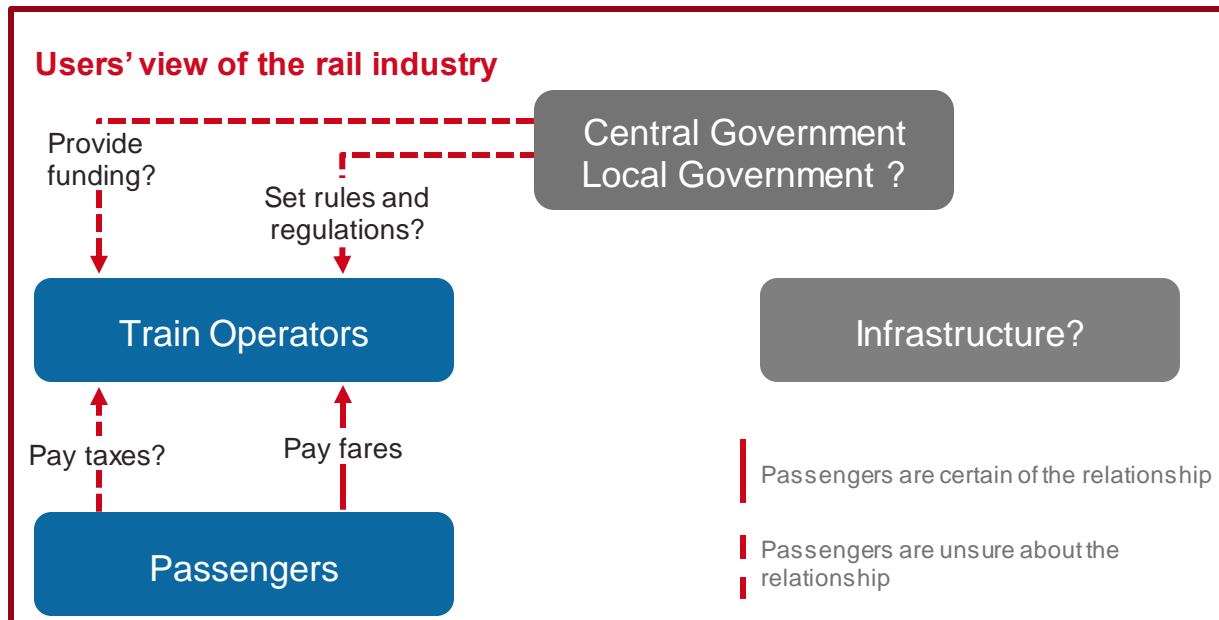 Users’ view of the rail industry
Central Government
Local Government ?
Provide
funding?
Set rules and
regulations?
Train Operators
Infrastructure?
Pay taxes?
Pay fares
Passengers are certain of the relationship
Passengers
Passengers are unsure about the
relationship